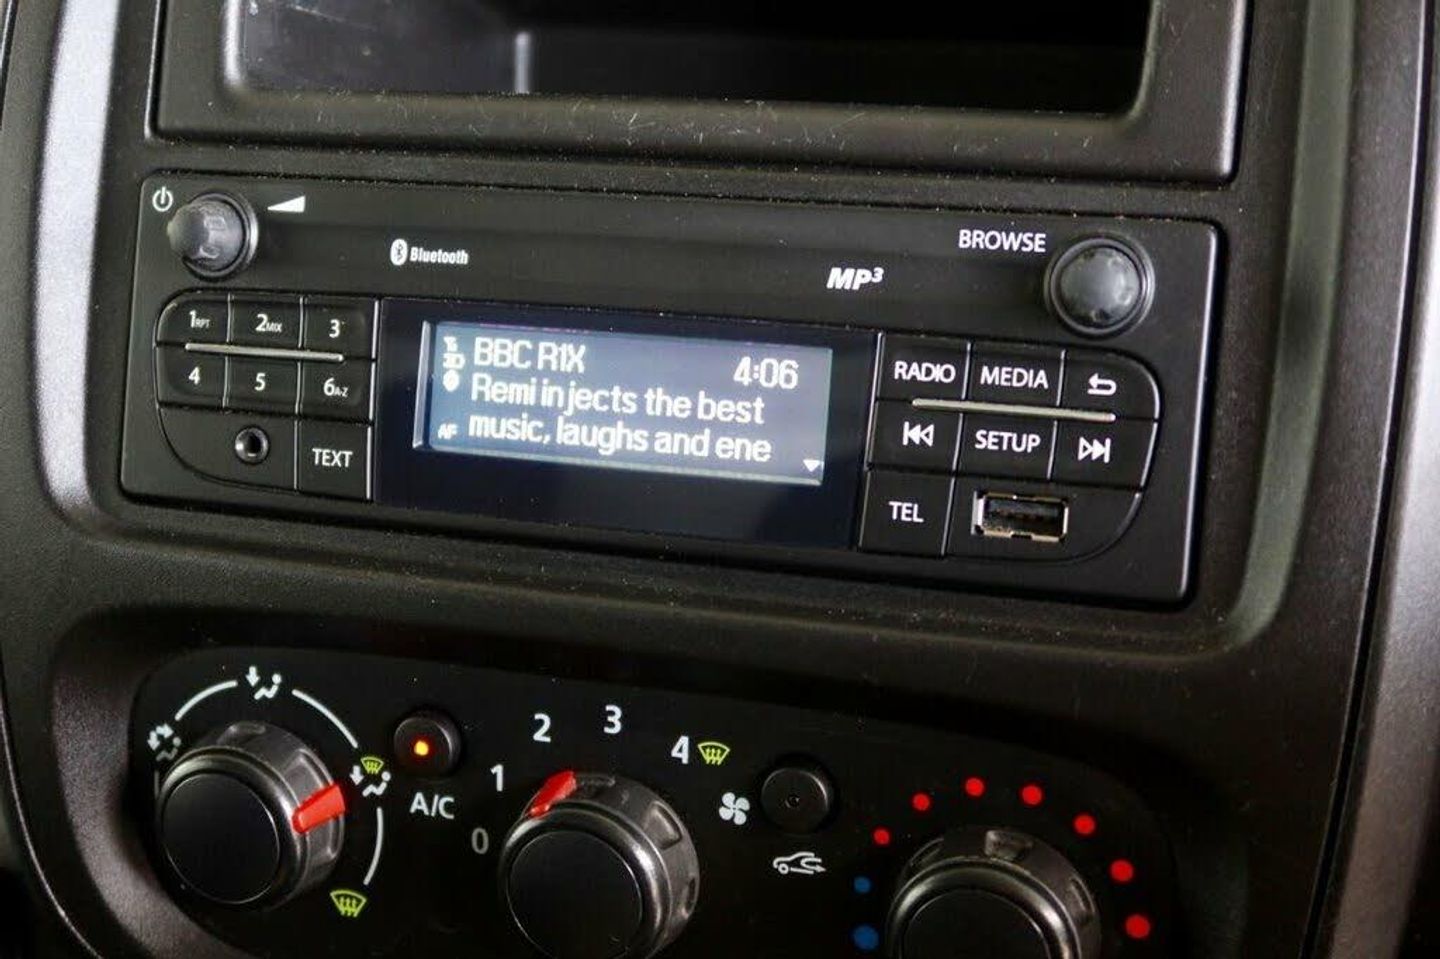 Bluetooth
MP3
BROWSE
1RPT 2MIX 3
4 5 6A-Z
TEXT
BBC R1X 4:06
Remi injects the best
AF music, laughs and ene
RADIO MEDIA
SETUP
TEL
A/C
0 1 2 3 4